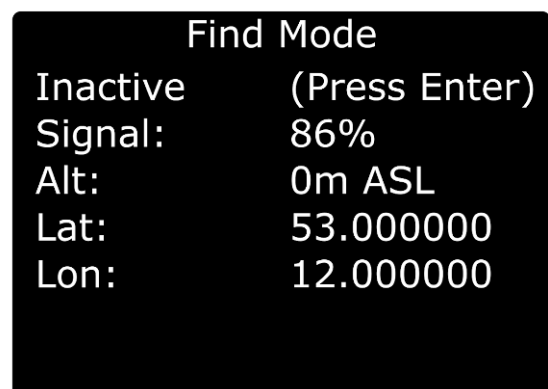 Find Mode
Inactive (Press Enter)
Signal: 86%
Alt: 0m ASL
Lat: 53.000000
Lon: 12.000000